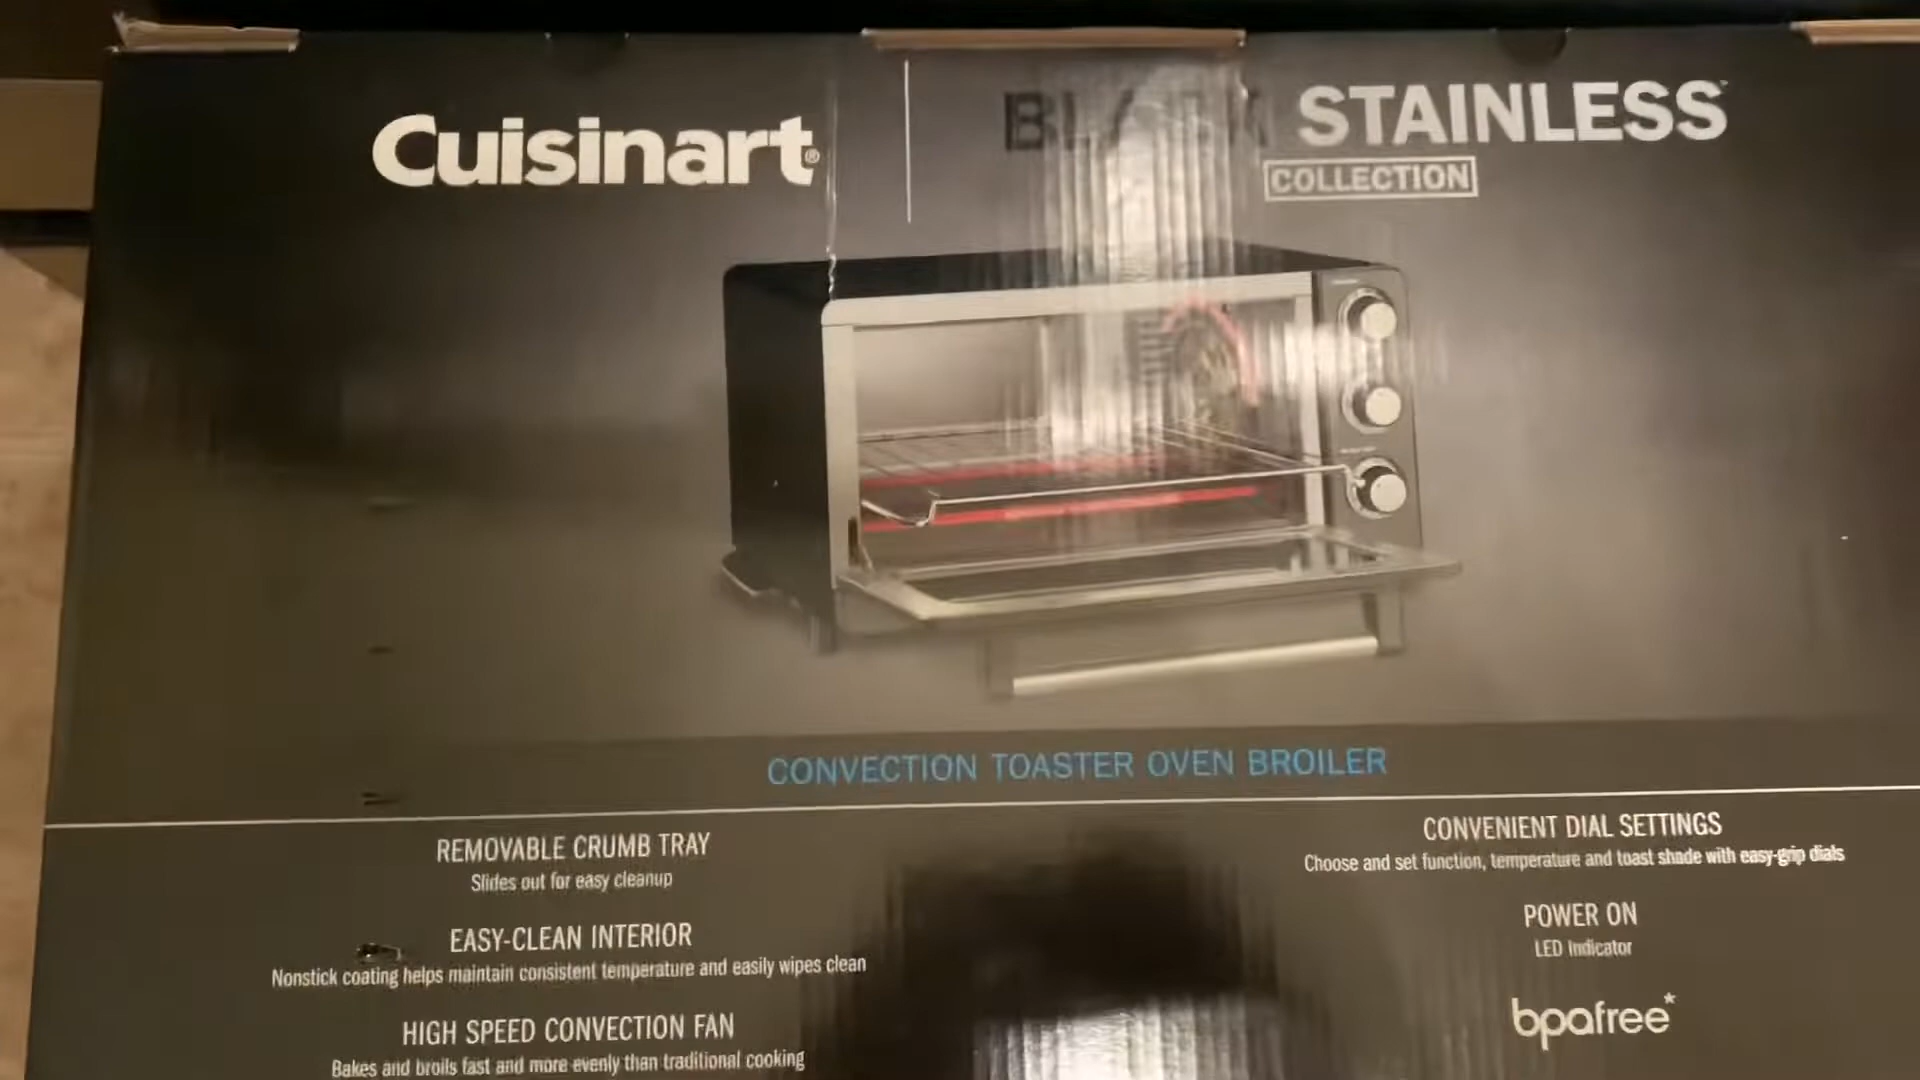 Cuisinart®
BLACK STAINLESS™
COLLECTION
CONVECTION TOASTER OVEN BROILER
REMOVABLE CRUMB TRAY
Slides out for easy cleanup
EASY-CLEAN INTERIOR
Nonstick coating helps maintain consistent temperature and easily wipes clean
HIGH SPEED CONVECTION FAN
Bakes and broils fast and more evenly than traditional cooking
CONVENIENT DIAL SETTINGS
Choose and set function, temperature and toast shade with easy-grip dials
POWER ON
LED Indicator
bpafree*